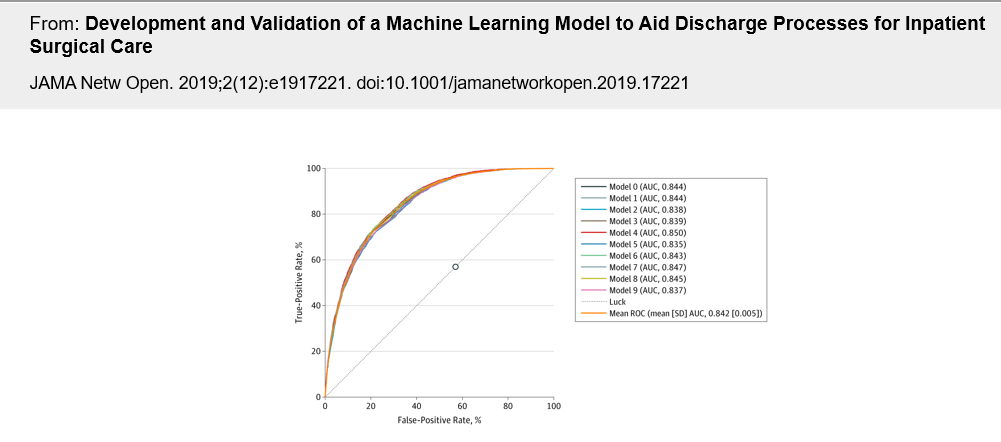 From: Development and Validation of a Machine Learning Model to Aid Discharge Processes for Inpatient
Surgical Care
JAMA Netw Open. 2019;2(12):e1917221. doi:10.1001/jamanetworkopen.2019.17221
100
80
60
40
20
0
True-Positive Rate, %
0 20 40 60 80 100
False-Positive Rate, %
Model 0 (AUC, 0.844)
Model 1 (AUC, 0.844)
Model 2 (AUC, 0.838)
Model 3 (AUC, 0.839)
Model 4 (AUC, 0.850)
Model 5 (AUC, 0.835)
Model 6 (AUC, 0.843)
Model 7 (AUC, 0.847)
Model 8 (AUC, 0.845)
Model 9 (AUC, 0.837)
Luck
Mean ROC (mean [SD] AUC, 0.842 [0.005])